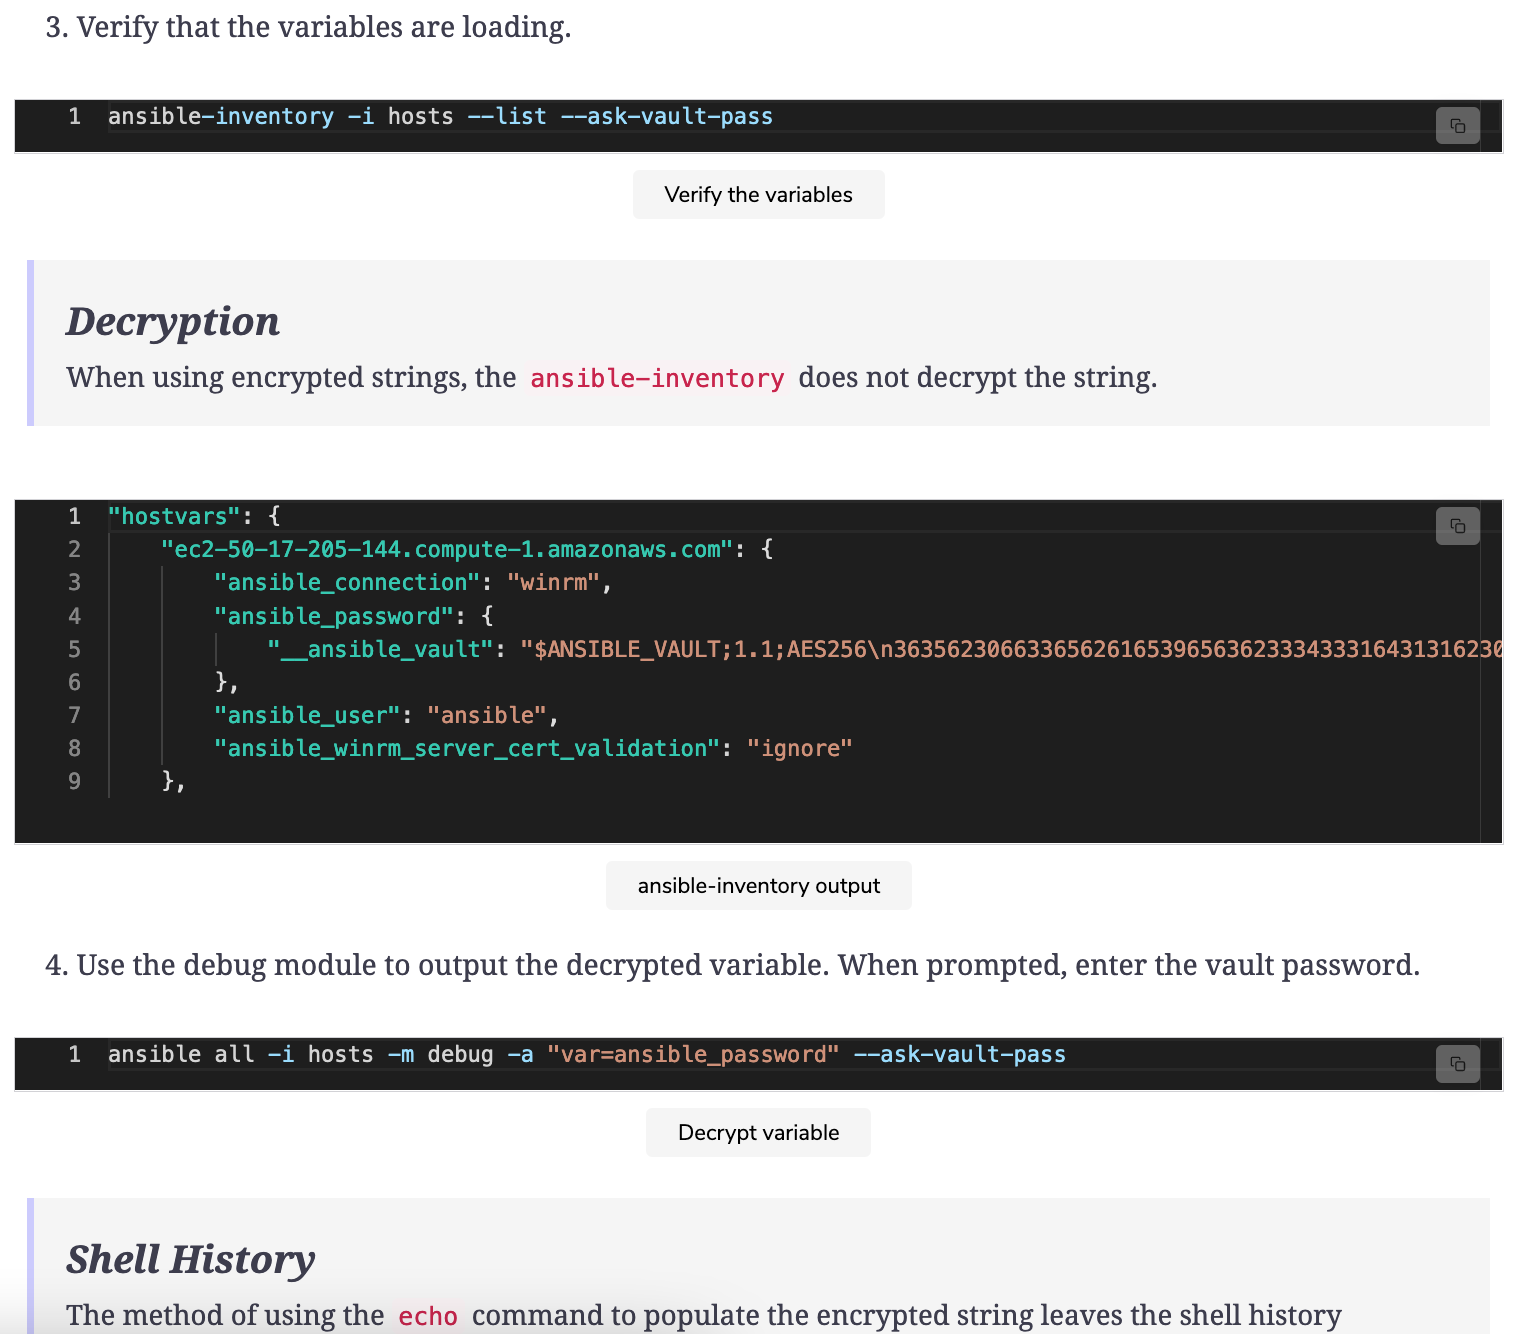 3. Verify that the variables are loading.
1 ansible-inventory -i hosts --list --ask-vault-pass
Verify the variables
Decryption
When using encrypted strings, the ansible-inventory does not decrypt the string.
1 "hostvars": {
2 "ec2-50-17-205-144.compute-1.amazonaws.com": {
3 "ansible_connection": "winrm",
4 "ansible_password": {
5 "__ansible_vault": "$ANSIBLE_VAULT;1.1;AES256\n363562306633656261653965636233343331643131623
6 },
7 "ansible_user": "ansible",
8 "ansible_winrm_server_cert_validation": "ignore"
9 },
ansible-inventory output
4. Use the debug module to output the decrypted variable. When prompted, enter the vault password.
1 ansible all -i hosts -m debug -a "var=ansible_password" --ask-vault-pass
Decrypt variable
Shell History
The method of using the echo command to populate the encrypted string leaves the shell history